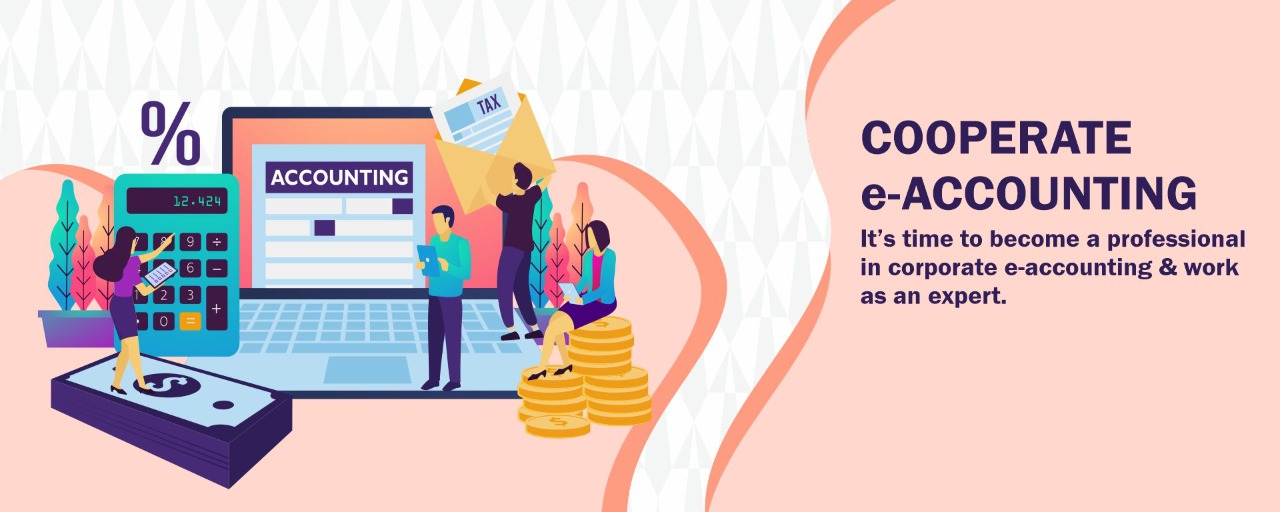 %
12.424
9 ÷
6 −
2 3
0 = +
$
ACCOUNTING
TAX
$
$
COOPERATE
e-ACCOUNTING
It's time to become a professional
in corporate e-accounting & work
as an expert.